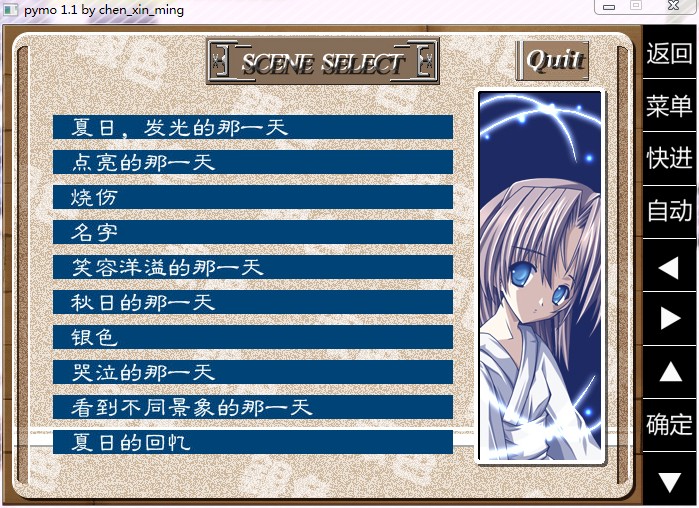 pymo 1.1 by chen_xin_ming
SCENE SELECT
Quit
夏日，发光的那一天
点亮的那一天
烧伤
名字
笑容洋溢的那一天
秋日的那一天
银色
哭泣的那一天
看到不同景象的那一天
夏日的回忆
返回
菜单
快进
自动
确定